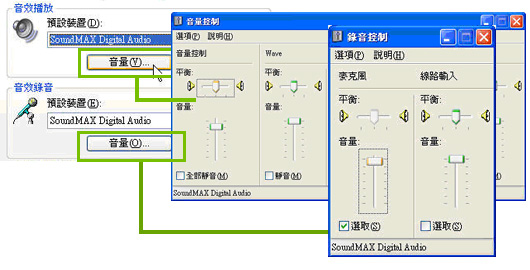 音效播放
預設裝置(D):
SoundMAX Digital Audio
音量(V)...
音效錄音
預設裝置(E):
SoundMAX Digital Audio
音量(O)...
音量控制
選項(P) 說明(H)
音量控制
平衡:
音量:
全部靜音(M)
Wave
平衡:
音量:
靜音(M)
SoundMAX Digital Audio
錄音控制
選項(P) 說明(H)
麥克風
平衡:
音量:
選取(S)
線路輸入
平衡:
音量:
選取(S)
SoundMAX Digital Audio